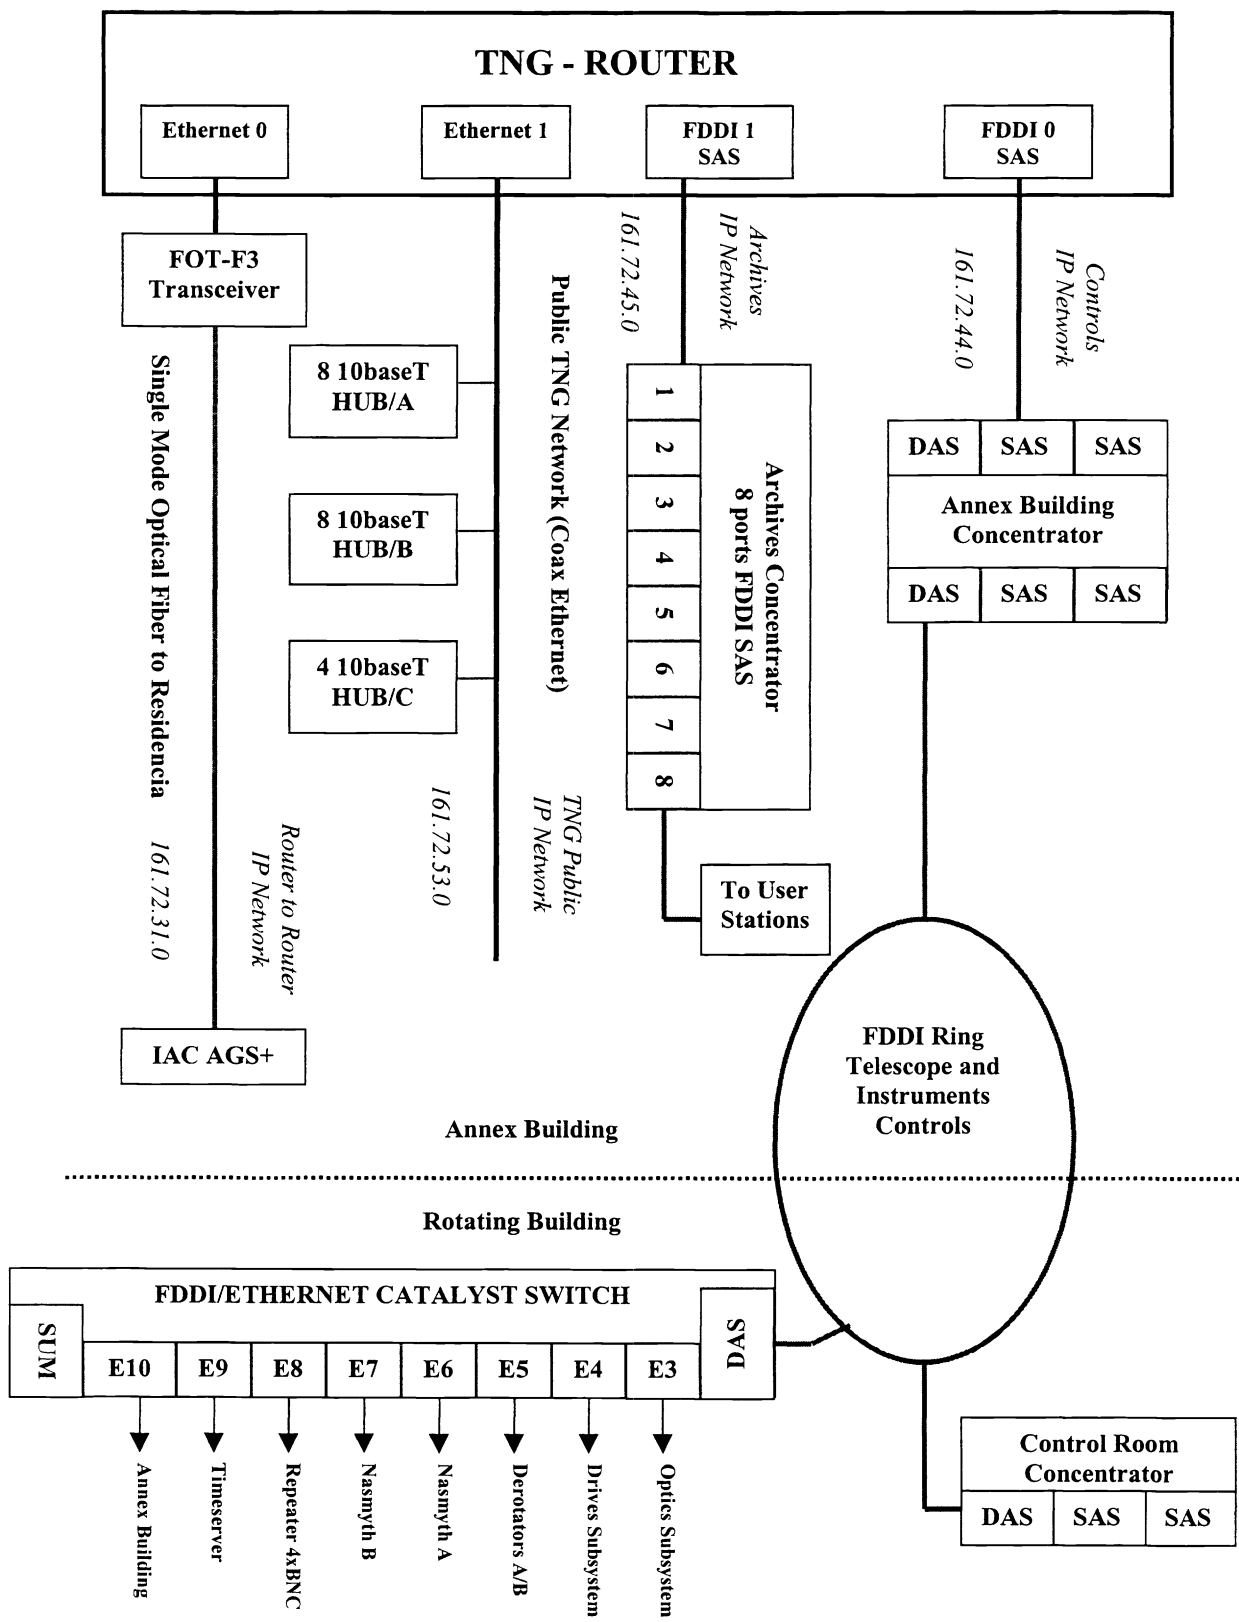 TNG - ROUTER
Ethernet 0
Ethernet 1
FDDI 1
SAS
FDDI 0
SAS
FOT-F3
Transceiver
Single Mode Optical Fiber to Residencia
161.72.31.0
Router to Router
IP Network
IAC AGS+
8 10baseT
HUB/A
8 10baseT
HUB/B
4 10baseT
HUB/C
Public TNG Network (Coax Ethernet)
161.72.53.0
TNG Public
IP Network
161.72.45.0
Archives
IP Network
1
2
3
4
5
6
7
8
Archives Concentrator
8 ports FDDI SAS
To User
Stations
161.72.44.0
Controls
IP Network
DAS
SAS
SAS
Annex Building
Concentrator
DAS
SAS
SAS
FDDI Ring
Telescope and
Instruments
Controls
Annex Building
Rotating Building
FDDI/ETHERNET CATALYST SWITCH
SUM
E10
E9
E8
E7
E6
E5
E4
E3
DAS
Annex Building
Timeserver
Repeater 4xBNC
Nasmyth B
Nasmyth A
Derotators A/B
Drives Subsystem
Optics Subsystem
Control Room
Concentrator
DAS
SAS
SAS